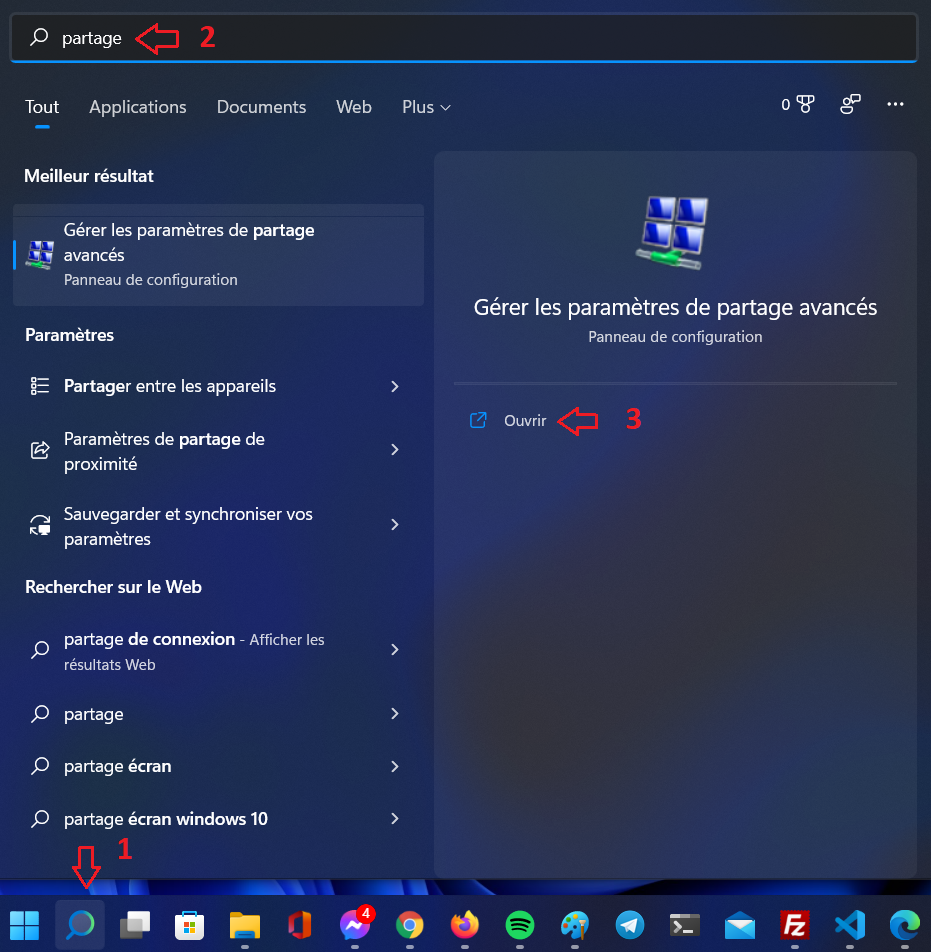 partage
2
Tout Applications Documents Web Plus
0
Meilleur résultat
Gérer les paramètres de partage
avancés
Panneau de configuration
Gérer les paramètres de partage avancés
Panneau de configuration
Ouvrir
3
Paramètres
Partager entre les appareils
Paramètres de partage de
proximité
Sauvegarder et synchroniser vos
paramètres
Rechercher sur le Web
partage de connexion - Afficher les
résultats Web
partage
partage écran
partage écran windows 10
1
4
Fz